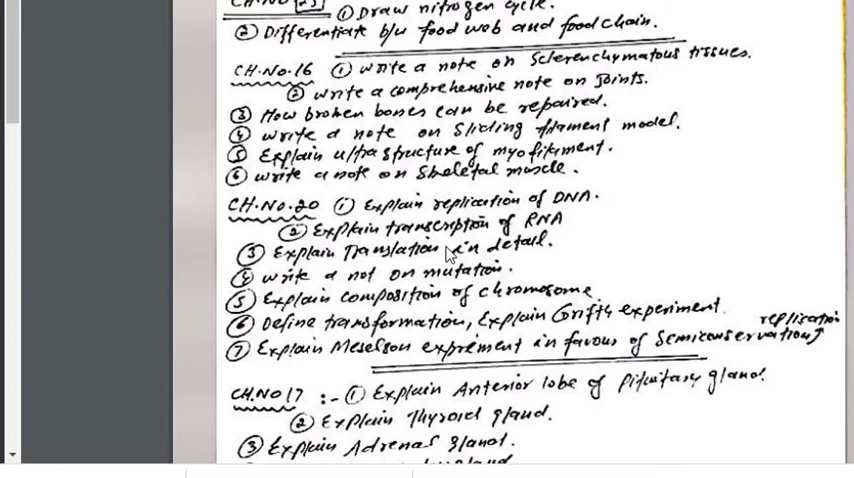 ① Draw nitrogen cycle.
② Differentiate b/w food web and food chain.
CH.No.16 ① Write a note on Sclerenchymatous tissues.
② Write a comprehensive note on Joints.
③ How broken bones can be repaired.
④ Write a note on Sliding filament model.
⑤ Explain ultrastructure of myofilament.
⑥ Write a note on Skeletal muscle.
CH.No.20 ① Explain replication of DNA.
② Explain transcription of RNA
③ Explain Translation in detail.
④ Write a not on mutation.
⑤ Explain composition of chromosome.
⑥ Define transformation, Explain experiment.
replication
⑦ Explain Meselson expriment in favour of Semiconservation
CH.NO17 :- ① Explain Anterior lobe of Pituitary gland.
② Explain Thyroid gland.
③ Explain Adrenal gland.